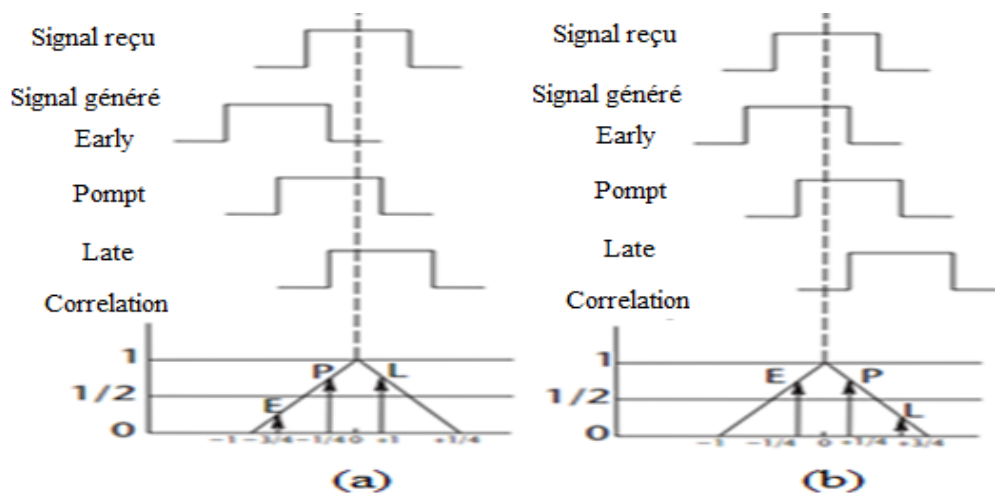 Signal reçu
Signal généré
Early
Pompt
Late
Correlation
1
1/2
0
E
P
L
-1 -3/4 -1/4 0 +1 +1/4
(a)
Signal reçu
Signal généré
Early
Pompt
Late
Correlation
1
1/2
0
E
P
L
-1 -1/4 0 +1/4 +3/4
(b)